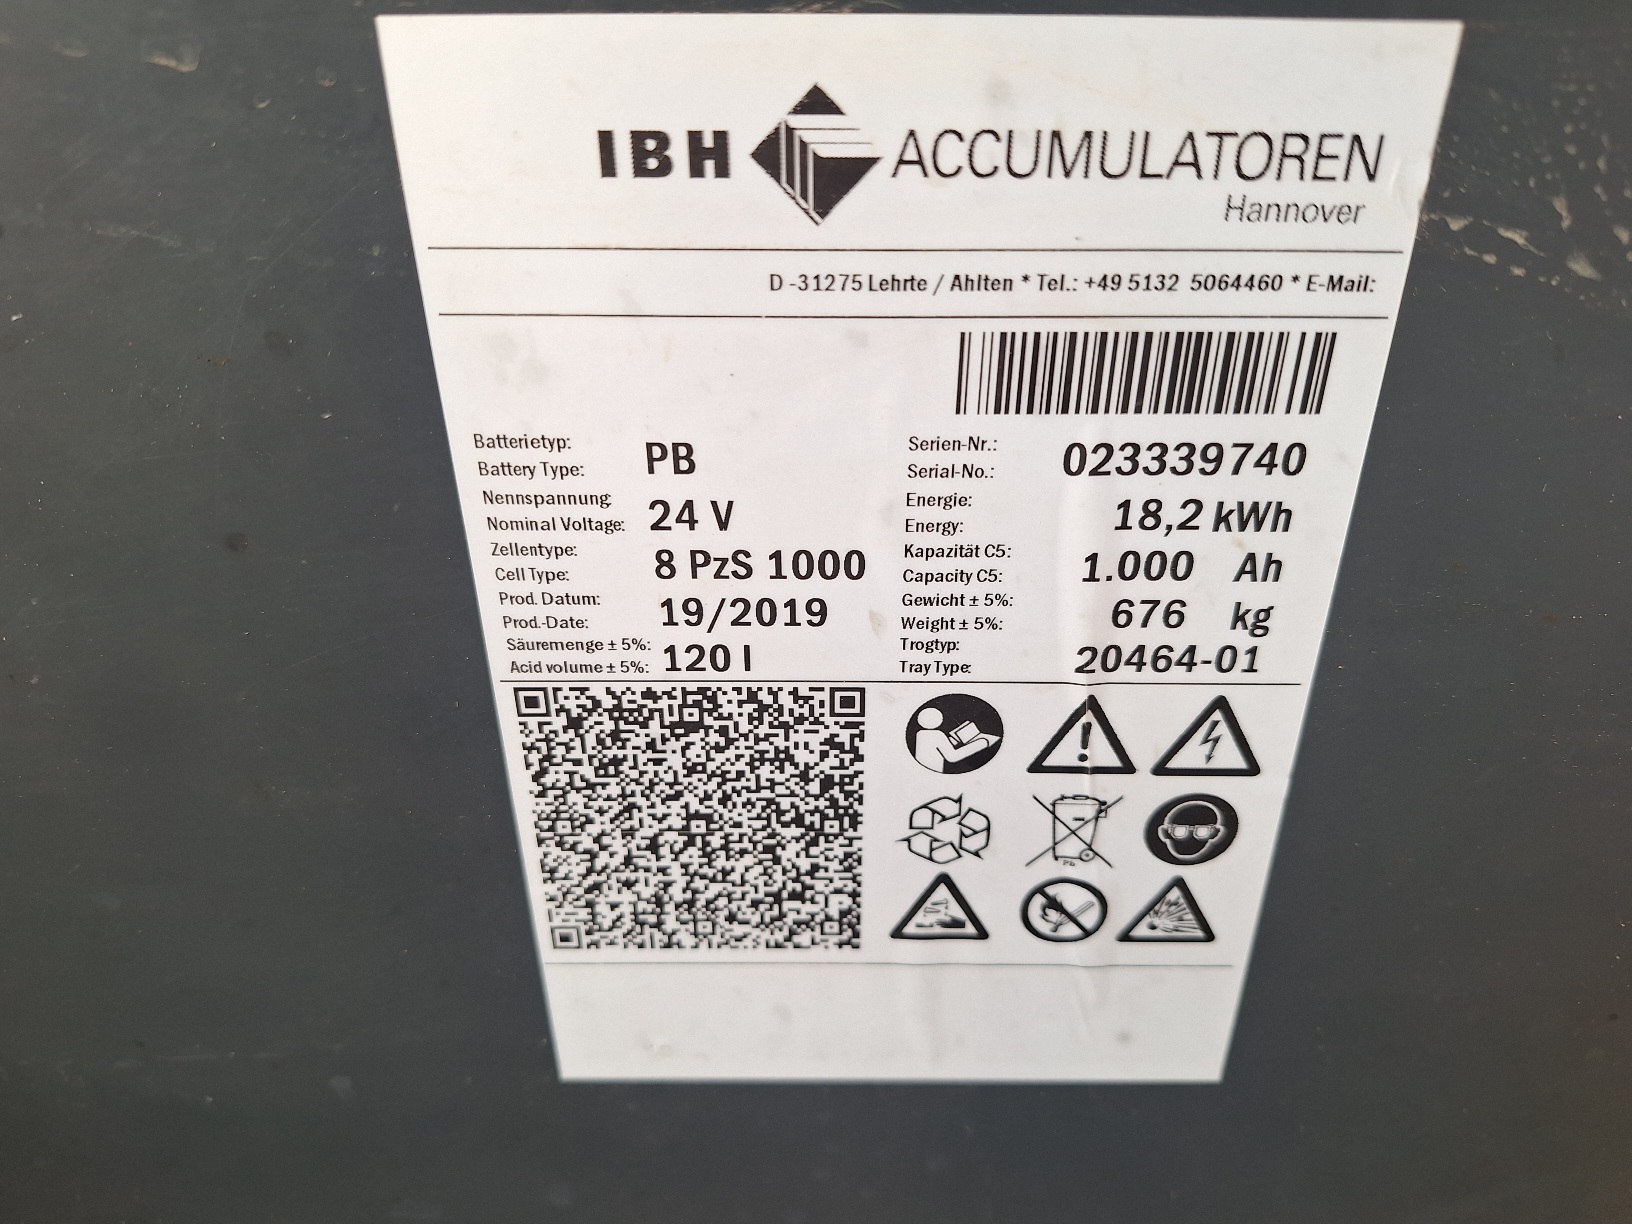 IBH ACCUMULATOREN
Hannover
D -31275 Lehrte / Ahlten * Tel.: +49 5132 5064460 * E-Mail:
Batterietyp:
Battery Type: PB
Serien-Nr.:
Serial-No.: 023339740
Nennspannung:
Nominal Voltage: 24 V
Energie:
Energy: 18,2 kWh
Zellentype:
Cell Type: 8 PzS 1000
Kapazität C5:
Capacity C5: 1.000 Ah
Prod. Datum:
Prod.-Date: 19/2019
Gewicht ± 5%:
Weight ± 5%: 676 kg
Säuremenge ± 5%:
Acid volume ± 5%: 120 l
Trogtyp:
Tray Type: 20464-01
Pb